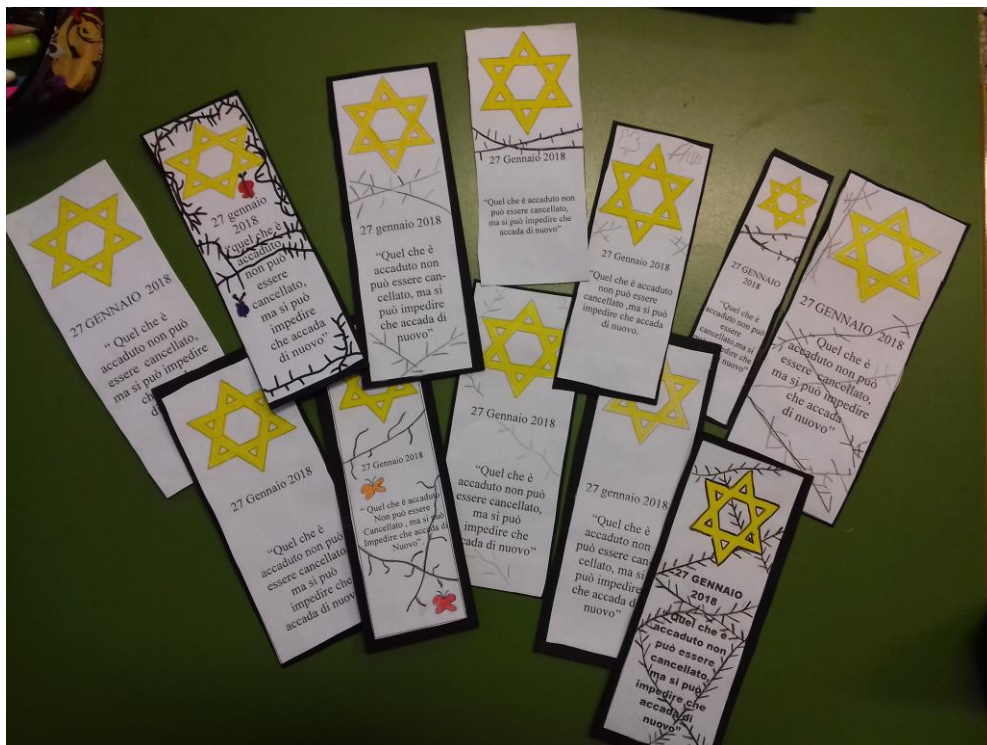 27 GENNAIO 2018
“ Quel che è
accaduto non può
essere cancellato,
ma si può impedire
che
27 gennaio
2018
“quel che è
accaduto
non può
essere
cancellato,
ma si può
impedire
che accada
di nuovo”
27 gennaio 2018
“Quel che è
accaduto non
può essere can-
cellato, ma si
può impedire
che accada di
nuovo”
27 Gennaio 2018
“Quel che è accaduto non
può essere cancellato,
ma si può impedire che
accada di nuovo”
27 Gennaio 2018
“Quel che è accaduto
non può essere
cancellato ,ma si può
impedire che accada
di nuovo.
27 GENNAIO
2018
“Quel che è
accaduto non può
essere
cancellato,ma si
può impedire che
accada di
nuovo”
27 GENNAIO 2018
“ Quel che è
accaduto non può
essere cancellato,
ma si può impedire
che accada
di nuovo”
27 Gennaio 2018
“Quel che è
accaduto non può
essere cancellato,
ma si può
impedire che
accada di nuovo
27 Gennaio 2018
“ Quel che è accaduto
Non può essere
Cancellato , ma si può
Impedire che accada di
Nuovo”
27 Gennaio 2018
“Quel che è
accaduto non può
essere cancellato,
ma si può
impedire che
accada di nuovo”
27 gennaio 2018
“Quel che è
accaduto non
può essere can-
cellato, ma si
può impedire
che accada di
nuovo”
27 GENNAIO
2018
“Quel che è
accaduto non
può essere
cancellato,
ma si può
impedire che
accada di
nuovo”